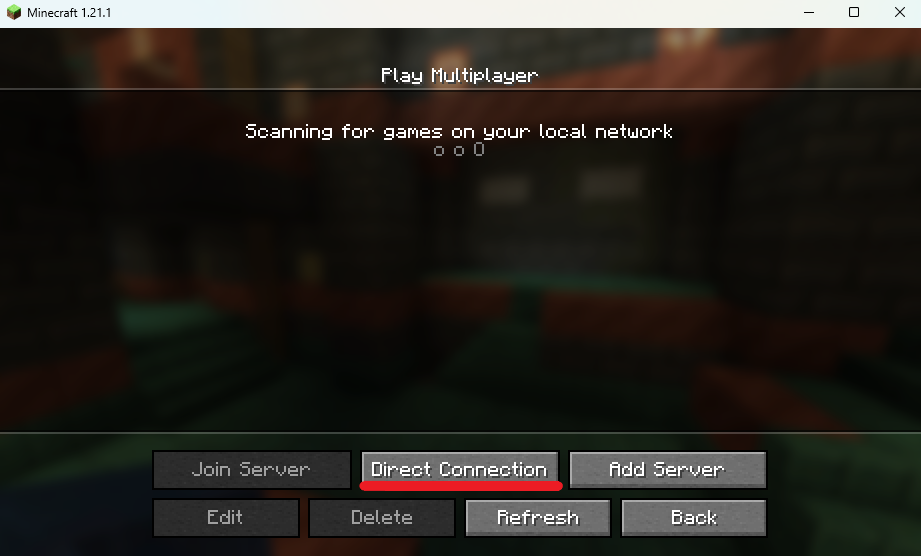 Minecraft 1.21.1
Play Multiplayer
Scanning for games on your local network
o o O
Join Server Direct Connection Add Server
Edit Delete Refresh Back